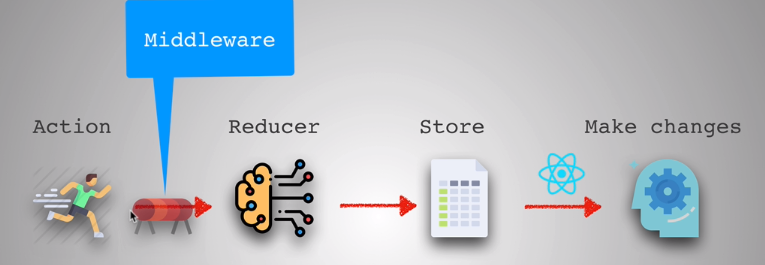 Middleware
Action
Reducer
Store
Make changes